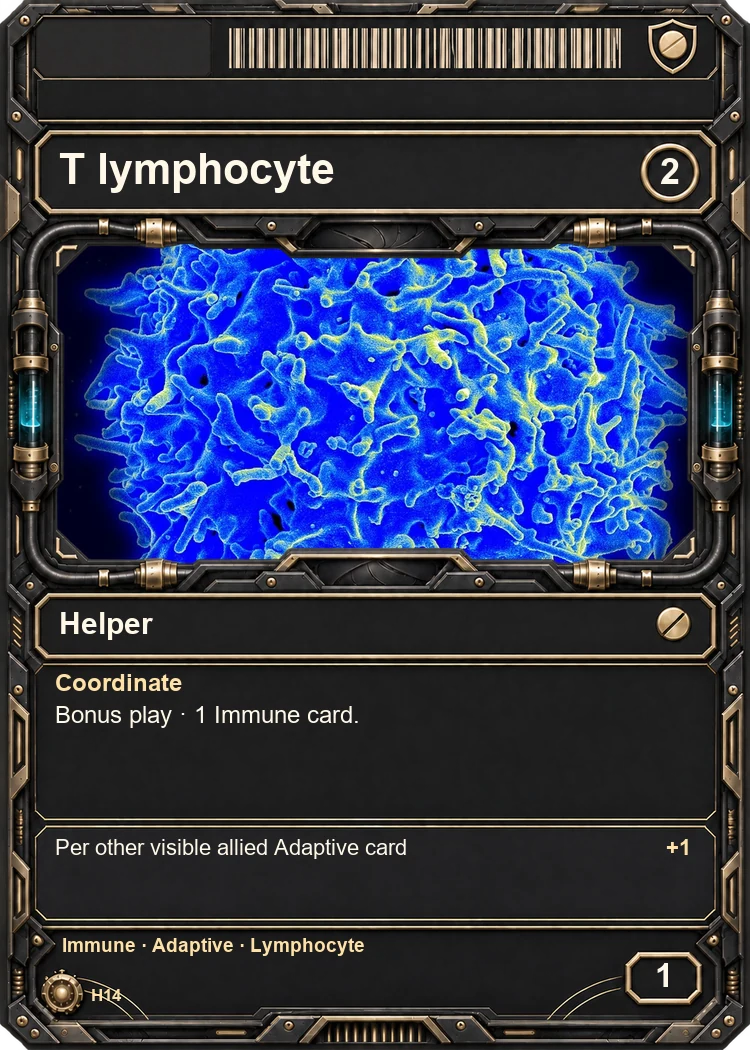 T lymphocyte
2
Helper
Coordinate
Bonus play · 1 Immune card.
Per other visible allied Adaptive card +1
Immune · Adaptive · Lymphocyte
H14
1